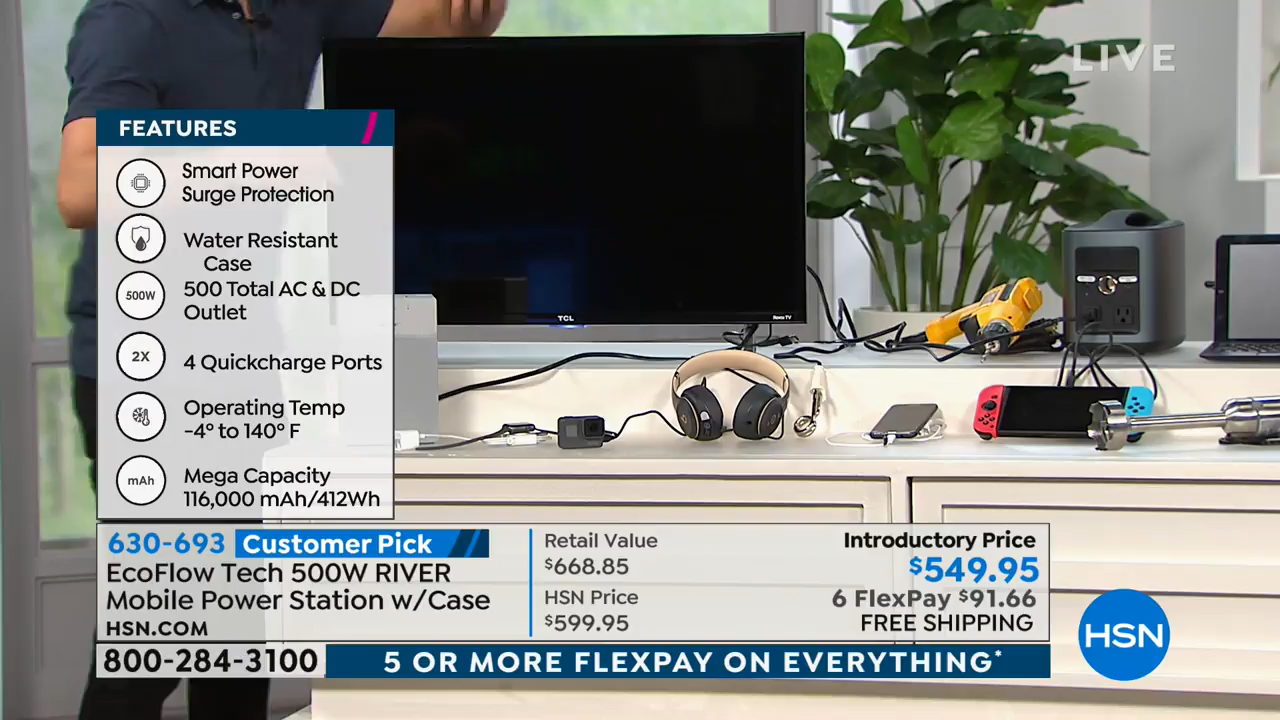 LIVE
FEATURES
Smart Power
Surge Protection
Water Resistant
Case
500W
500 Total AC & DC
Outlet
2X
4 Quickcharge Ports
Operating Temp
-4° to 140° F
mAh
Mega Capacity
116,000 mAh/412Wh
TCL
Roku TV
630-693 Customer Pick
EcoFlow Tech 500W RIVER
Mobile Power Station w/Case
HSN.COM
Retail Value
$668.85
HSN Price
$599.95
Introductory Price
$549.95
6 FlexPay $91.66
FREE SHIPPING
HSN
800-284-3100
5 OR MORE FLEXPAY ON EVERYTHING*